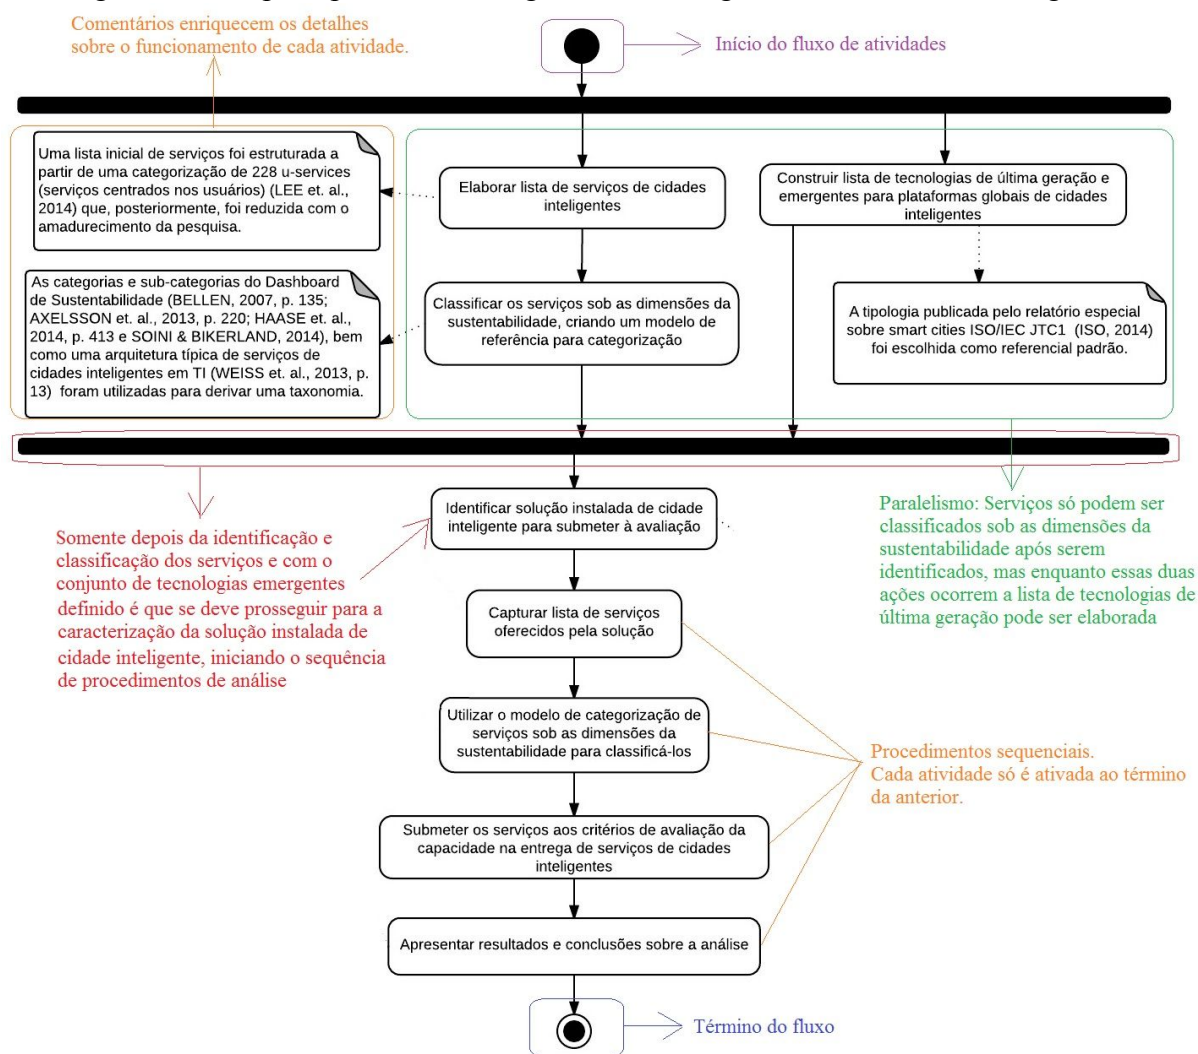 Comentários enriquecem os detalhes
sobre o funcionamento de cada atividade.
Início do fluxo de atividades
Uma lista inicial de serviços foi estruturada a
partir de uma categorização de 228 u-services
(serviços centrados nos usuários) (LEE et. al.,
2014) que, posteriormente, foi reduzida com o
amadurecimento da pesquisa.
Elaborar lista de serviços de cidades
inteligentes
Construir lista de tecnologias de última geração e
emergentes para plataformas globais de cidades
inteligentes
As categorias e sub-categorias do Dashboard
de Sustentabilidade (BELLEN, 2007, p. 135;
AXELSSON et. al., 2013, p. 220; HAASE et. al.,
2014, p. 413 e SOINI & BIKERLAND, 2014), bem
como uma arquitetura típica de serviços de
cidades inteligentes em TI (WEISS et. al., 2013, p.
13) foram utilizadas para derivar uma taxonomia.
Classificar os serviços sob as dimensões da
sustentabilidade, criando um modelo de
referência para categorização
A tipologia publicada pelo relatório especial
sobre smart cities ISO/IEC JTC1 (ISO, 2014)
foi escolhida como referencial padrão.
Identificar solução instalada de cidade
inteligente para submeter à avaliação
Somente depois da identificação e
classificação dos serviços e com o
conjunto de tecnologias emergentes
definido é que se deve prosseguir para a
caracterização da solução instalada de
cidade inteligente, iniciando o sequência
de procedimentos de análise
Paralelismo: Serviços só podem ser
classificados sob as dimensões da
sustentabilidade após serem
identificados, mas enquanto essas duas
ações ocorrem a lista de tecnologias de
última geração pode ser elaborada
Capturar lista de serviços
oferecidos pela solução
Utilizar o modelo de categorização de
serviços sob as dimensões da
sustentabilidade para classificá-los
Procedimentos sequenciais.
Cada atividade só é ativada ao término
da anterior.
Submeter os serviços aos critérios de avaliação da
capacidade na entrega de serviços de cidades
inteligentes
Apresentar resultados e conclusões sobre a análise
Término do fluxo